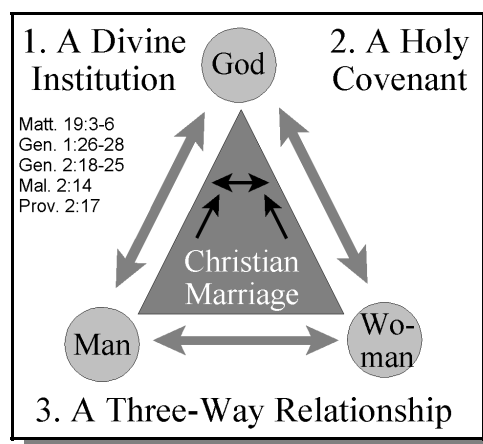 1. A Divine
Institution
God
2. A Holy
Covenant
Matt. 19:3-6
Gen. 1:26-28
Gen. 2:18-25
Mal. 2:14
Prov. 2:17
Christian
Marriage
Man
Wo-
man
3. A Three-Way Relationship